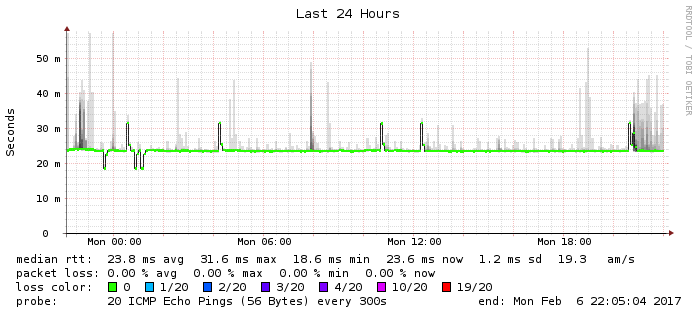 Last 24 Hours
RRDTOOL / TOBI OETIKER
Seconds
50 m
40 m
30 m
20 m
10 m
0
Mon 00:00 Mon 06:00 Mon 12:00 Mon 18:00
median rtt: 23.8 ms avg 31.6 ms max 18.6 ms min 23.6 ms now 1.2 ms sd 19.3 am/s
packet loss: 0.00 % avg 0.00 % max 0.00 % min 0.00 % now
loss color: 0 1/20 2/20 3/20 4/20 10/20 19/20
probe: 20 ICMP Echo Pings (56 Bytes) every 300s end: Mon Feb 6 22:05:04 2017